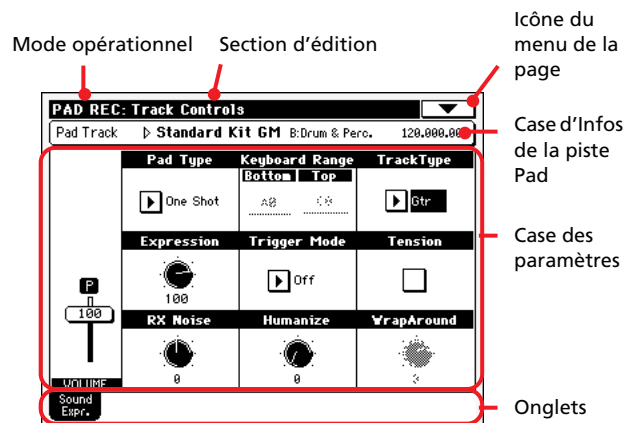 Icône du
menu de la
page
Mode opérationnel
Section d'édition
PAD REC: Track Controls
Pad Track
Standard Kit GM B:Drum & Perc.
120.000.00
Case d'Infos
de la piste
Pad
Pad Type
Keyboard Range
TrackType
Bottom
Top
One Shot
Gtr
Expression
Trigger Mode
Tension
100
Off
Case des
paramètres
P
100
RX Noise
Humanize
WrapAround
0
0
VOLUME
Sound
Expr.
Onglets